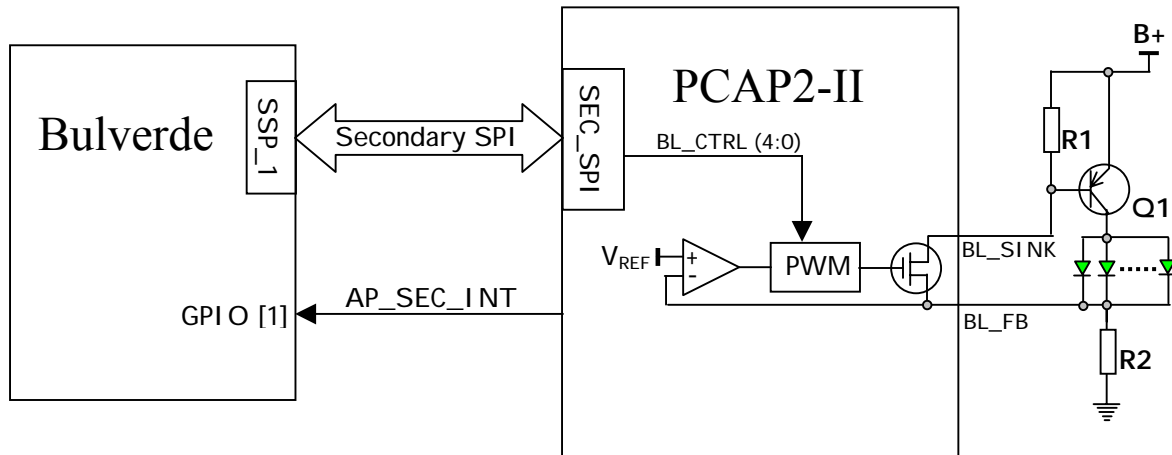 Bulverde
SSP_1
Secondary SPI
SEC_SPI
PCAP2-II
BL_CTRL (4:0)
B+
R1
Q1
VREF
+
-
PWM
BL_SINK
GPIO [1]
AP_SEC_INT
BL_FB
R2